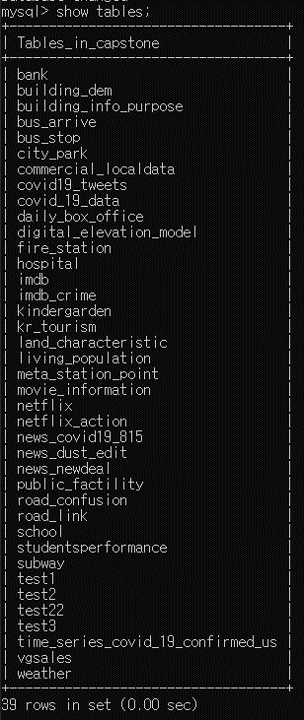 mysql> show tables;
+-----------------------------------+
| Tables_in_capstone |
+-----------------------------------+
| bank |
| building_dem |
| building_info_purpose |
| bus_arrive |
| bus_stop |
| city_park |
| commercial_localdata |
| covid19_tweets |
| covid_19_data |
| daily_box_office |
| digital_elevation_model |
| fire_station |
| hospital |
| imdb |
| imdb_crime |
| kindergarden |
| kr_tourism |
| land_characteristic |
| living_population |
| meta_station_point |
| movie_information |
| netflix |
| netflix_action |
| news_covid19_815 |
| news_dust_edit |
| news_newdeal |
| public_factility |
| road_confusion |
| road_link |
| school |
| studentsperformance |
| subway |
| test1 |
| test2 |
| test22 |
| test3 |
| time_series_covid_19_confirmed_us |
| vgsales |
| weather |
+-----------------------------------+
39 rows in set (0.00 sec)